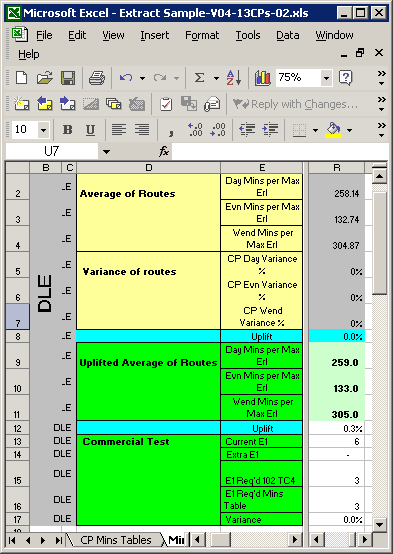 Microsoft Excel - Extract Sample-V04-13CPs-02.xls
File Edit View Insert Format Tools Data Window
Help
75%
Reply with Changes...
10 B U
U7 fx
B C D E R
2 .E Average of Routes Day Mins per Max Erl 258.14
3 .E Evn Mins per Max Erl 132.74
4 .E Wend Mins per Max Erl 304.87
5 .E Variance of routes CP Day Variance % 0%
6 DLE .E CP Evn Variance % 0%
7 .E CP Wend Variance % 0%
8 .E Uplift 0.0%
9 .E Uplifted Average of Routes Day Mins per Max Erl 259.0
10 .E Evn Mins per Max Erl 133.0
11 .E Wend Mins per Max Erl 305.0
12 DLE Uplift 0.3%
13 DLE Commercial Test Current E1 6
14 DLE Extra E1 -
15 DLE E1 Req'd 102 TC4 3
16 DLE E1 Req'd Mins Table 3
17 DLE Variance 0.0%
CP Mins Tables Min